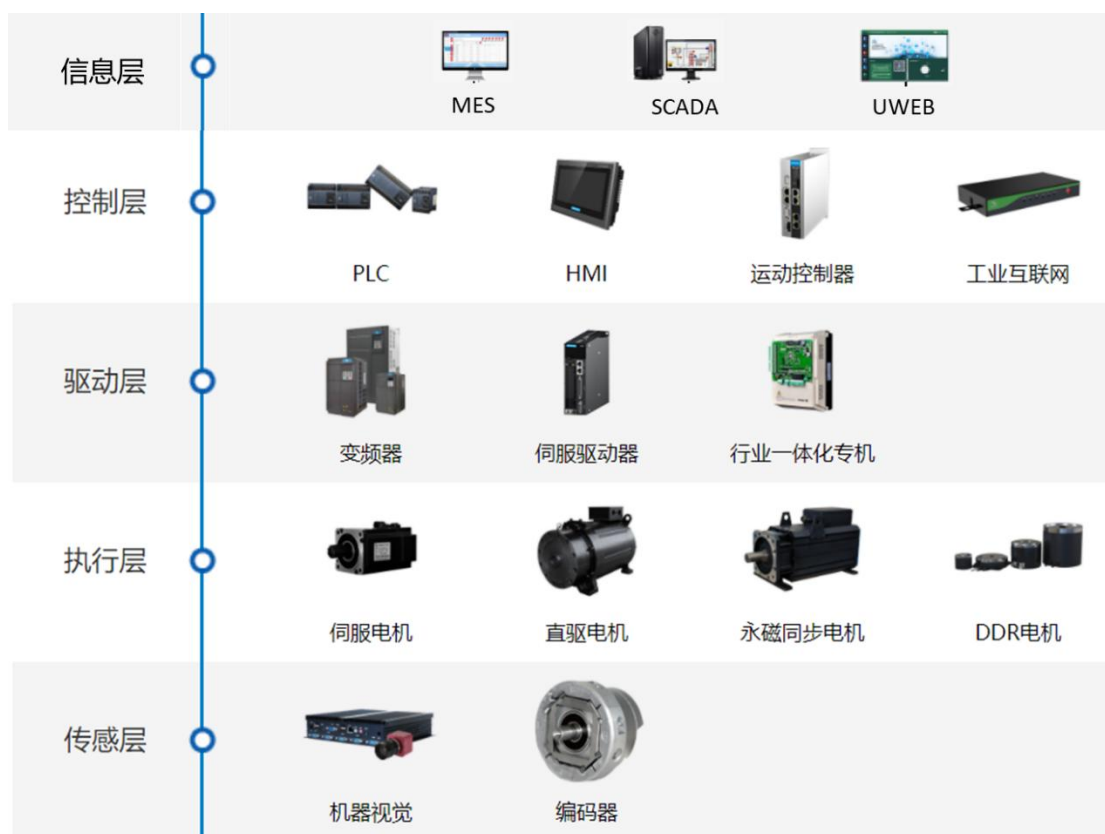 信息层
MES
SCADA
UWEB
控制层
PLC
HMI
运动控制器
工业互联网
驱动层
变频器
伺服驱动器
行业一体化专机
执行层
伺服电机
直驱电机
永磁同步电机
DDR电机
传感层
机器视觉
编码器